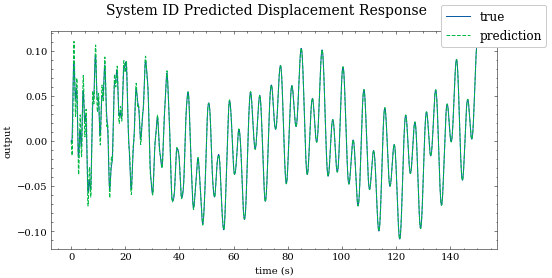 System ID Predicted Displacement Response
true
prediction
output
0.10
0.05
0.00
−0.05
−0.10
0
20
40
60
80
100
120
140
time (s)